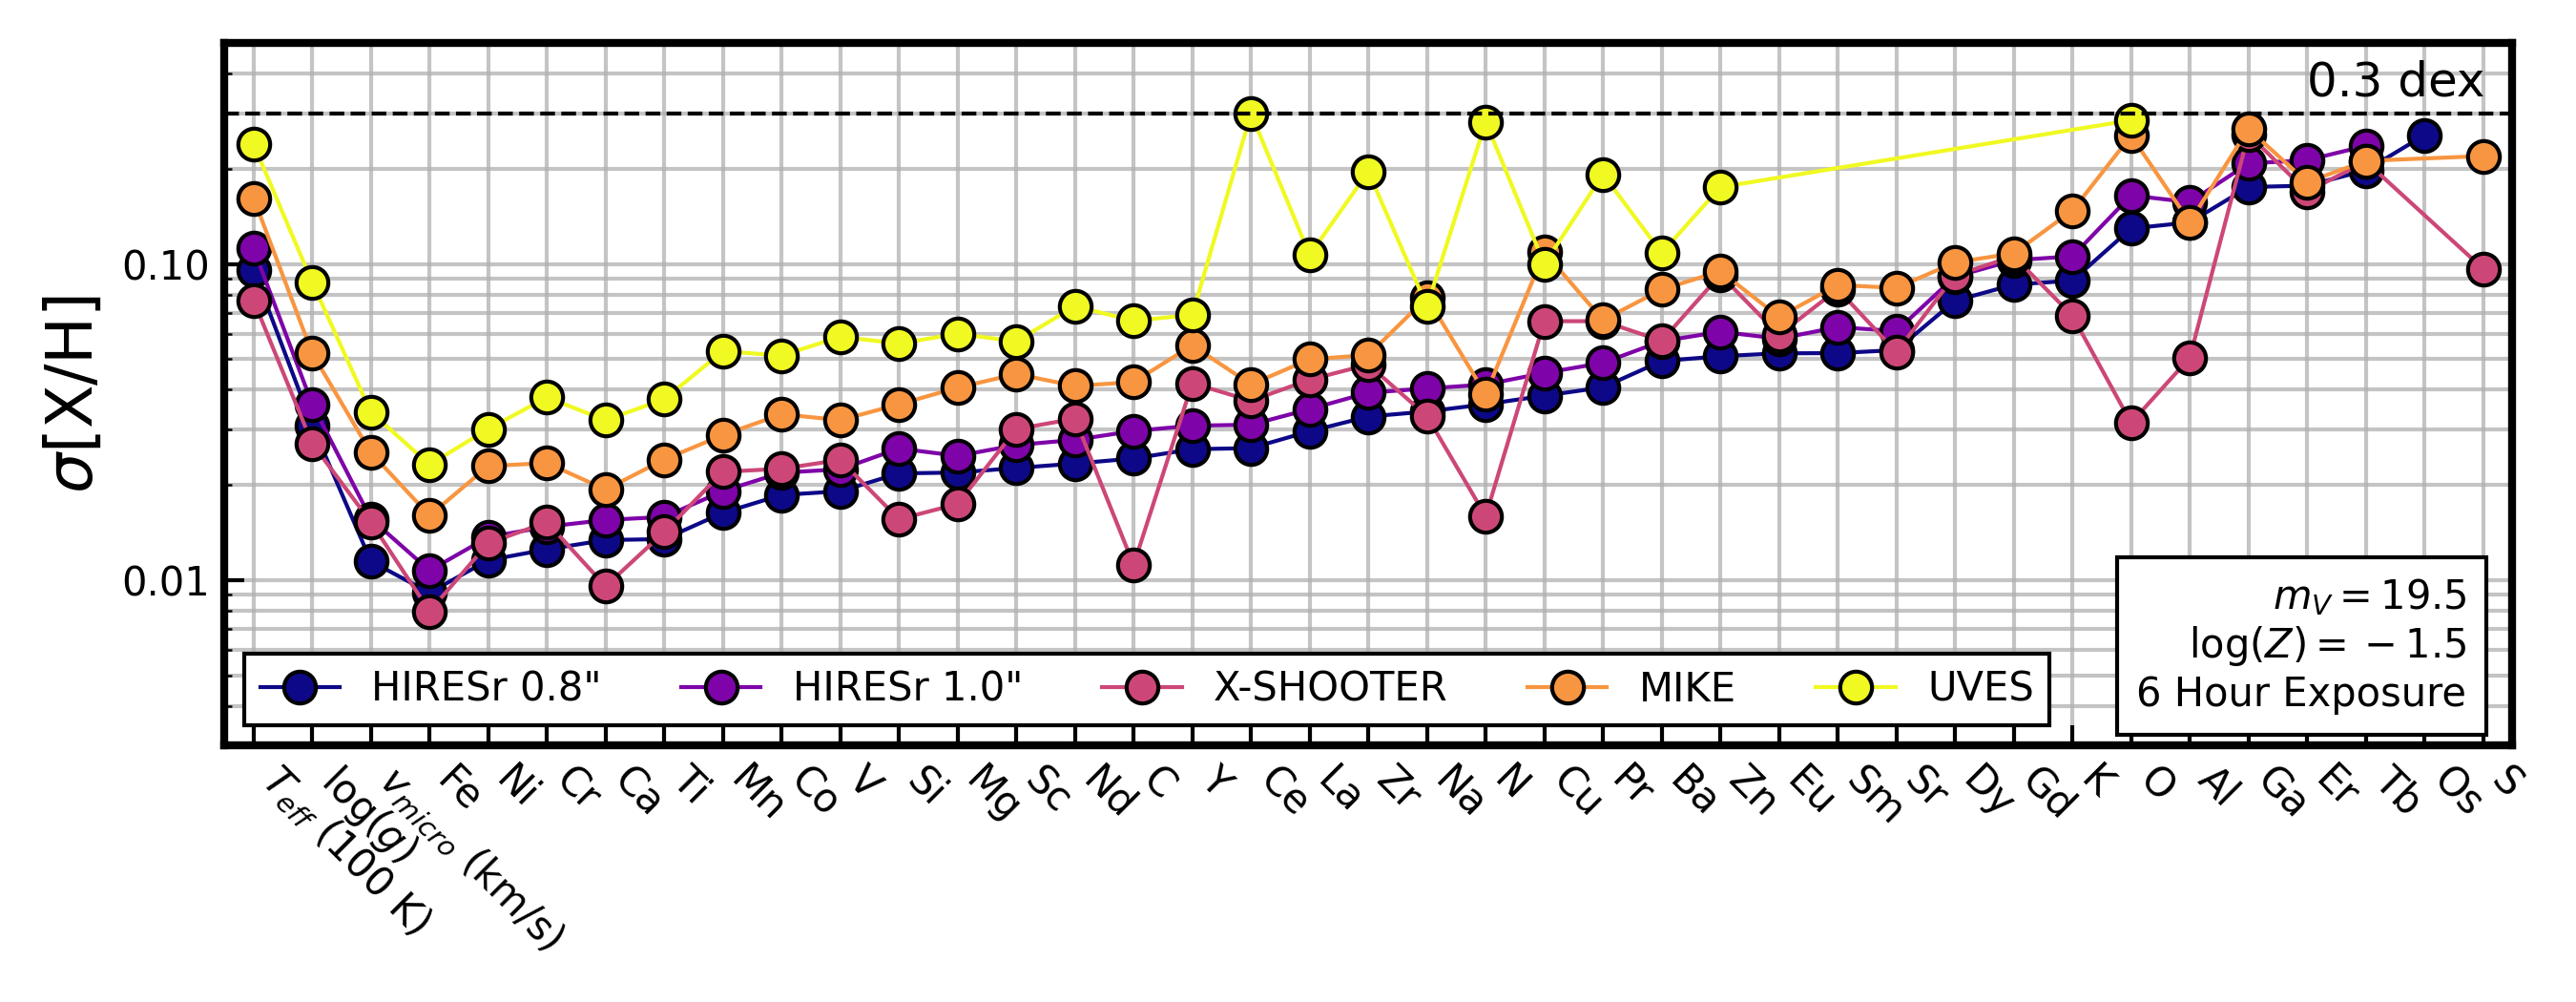 0.3 dex
0.10
0.01
σ[X/H]
m_V = 19.5
log(Z) = −1.5
6 Hour Exposure
HIRESr 0.8" HIRESr 1.0" X-SHOOTER MIKE UVES
T_eff (100 K)
log(g)
v_micro (km/s)
Fe
Ni
Cr
Ca
Ti
Mn
Co
V
Si
Mg
Sc
Nd
C
Y
Ce
La
Zr
Na
N
Cu
Pr
Ba
Zn
Eu
Sm
Sr
Dy
Gd
K
O
Al
Ga
Er
Tb
Os
S